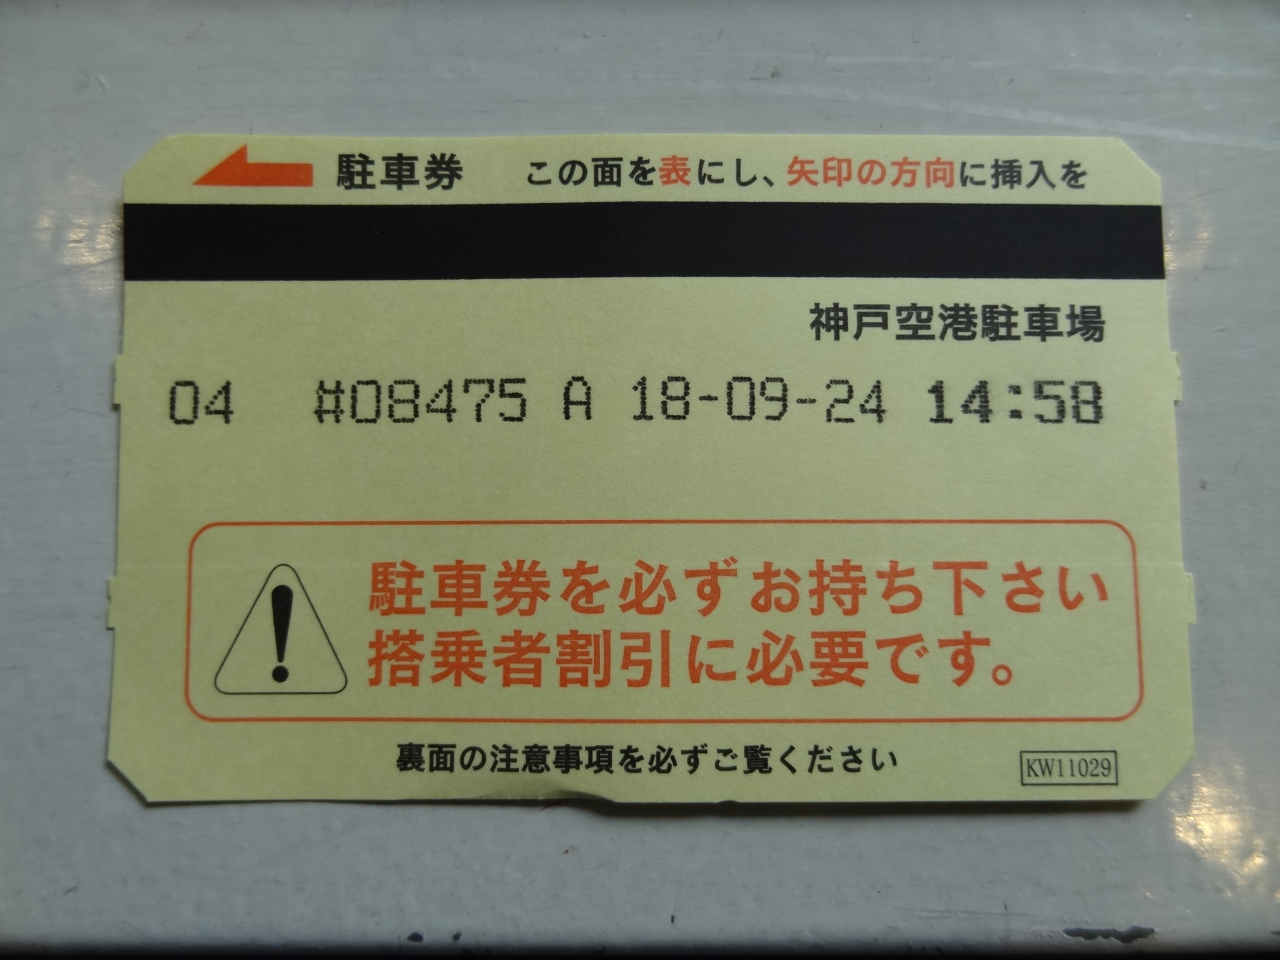 駐車券 この面を表にし、矢印の方向に挿入を
神戸空港駐車場
04 #08475 A 18-09-24 14:58
駐車券を必ずお持ち下さい
搭乗者割引に必要です。
裏面の注意事項を必ずご覧ください
KW11029